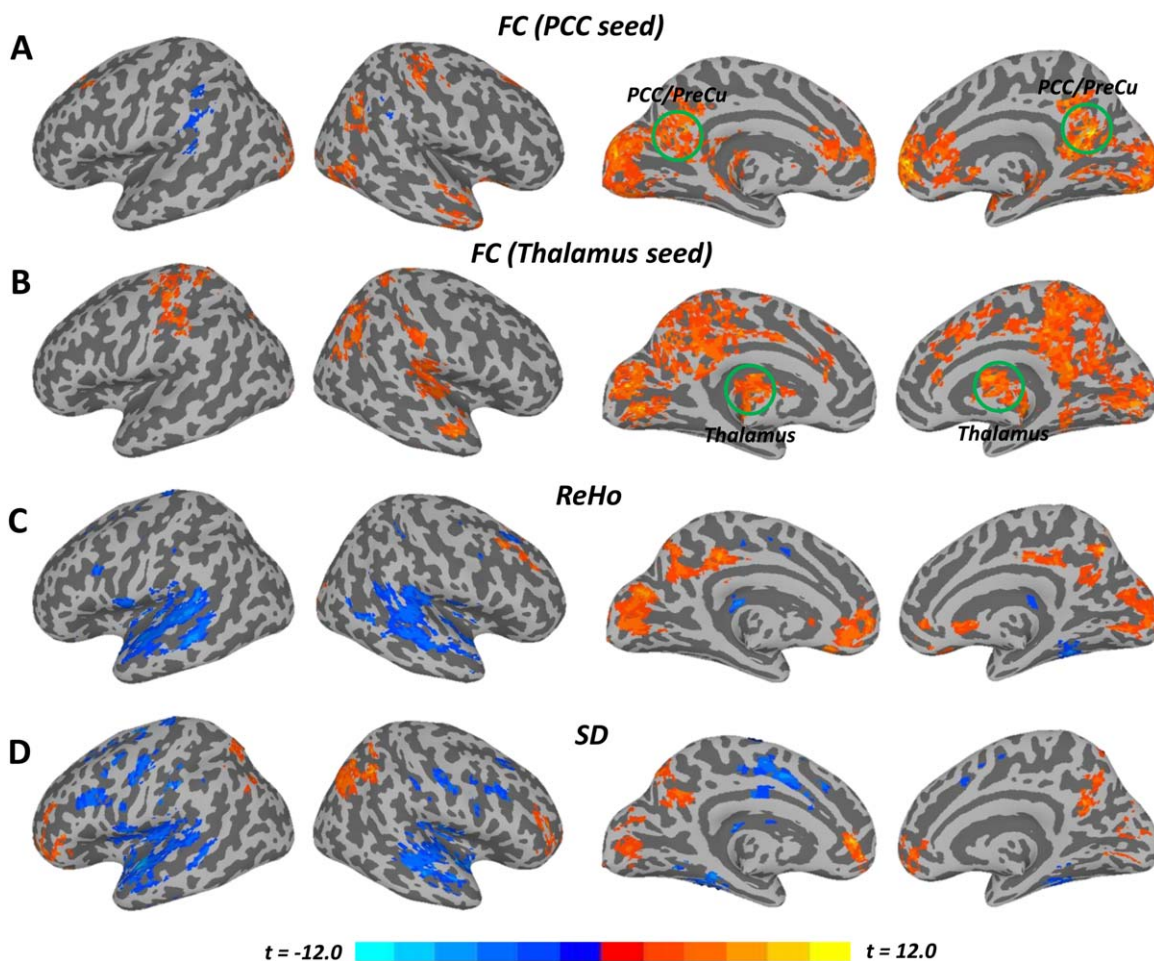 FC (PCC seed)
A
PCC/PreCu
PCC/PreCu
FC (Thalamus seed)
B
Thalamus
Thalamus
ReHo
C
D
SD
t = -12.0
t = 12.0